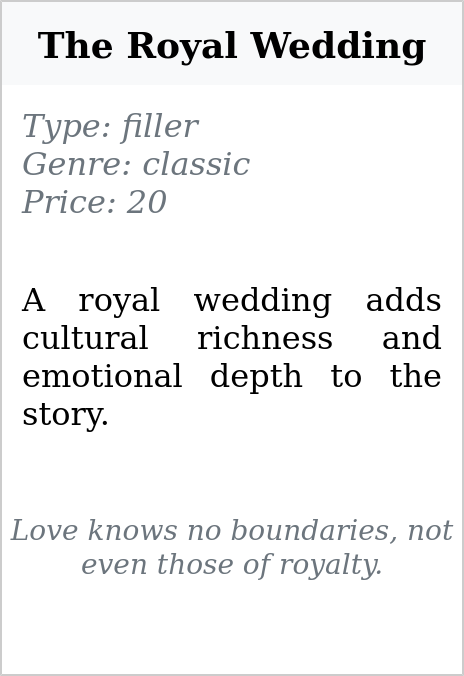 The Royal Wedding
Type: filler
Genre: classic
Price: 20
A royal wedding adds
cultural richness and
emotional depth to the
story.
Love knows no boundaries, not
even those of royalty.